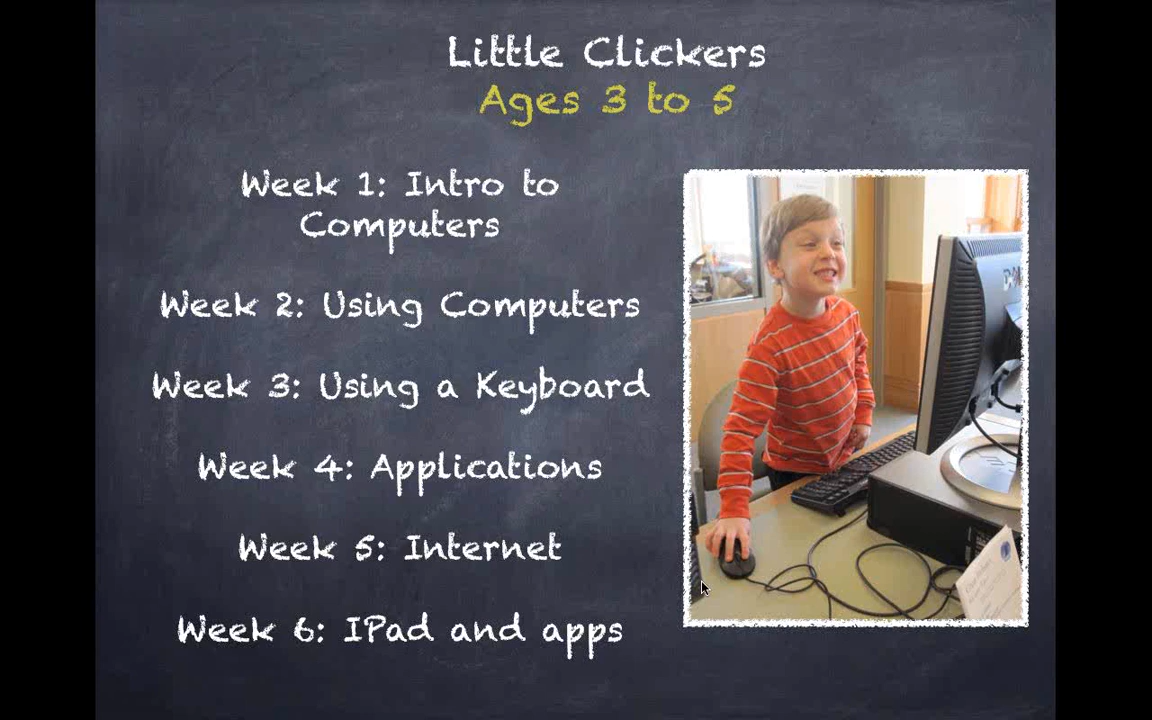 Little Clickers
Ages 3 to 5
Week 1: Intro to
Computers
Week 2: Using Computers
Week 3: Using a Keyboard
Week 4: Applications
Week 5: Internet
Week 6: IPad and apps